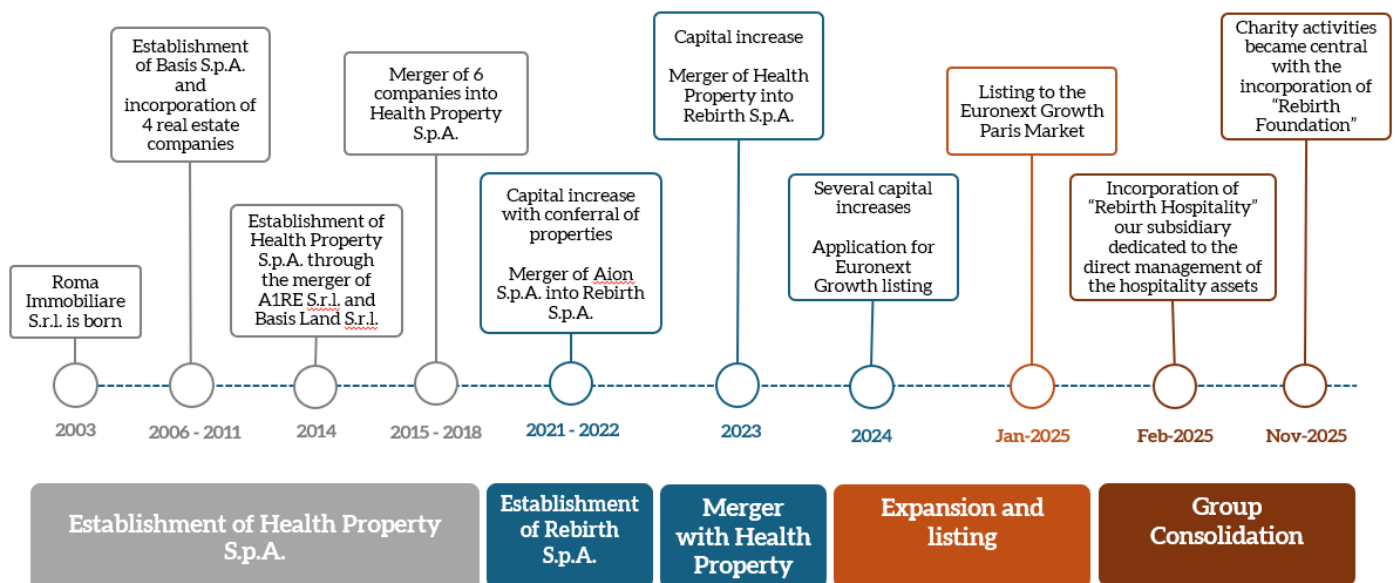 Roma
Immobiliare
S.r.l. is born
Establishment
of Basis S.p.A.
and
incorporation of
4 real estate
companies
Establishment of
Health Property
S.p.A. through
the merger of
A1RE S.r.l. and
Basis Land S.r.l.
Merger of 6
companies into
Health Property
S.p.A.
Capital increase
with conferral of
properties
Merger of Aion
S.p.A. into Rebirth
S.p.A.
Capital increase
Merger of Health
Property into
Rebirth S.p.A.
Several capital
increases
Application for
Euronext
Growth listing
Listing to the
Euronext Growth
Paris Market
Incorporation of
“Rebirth Hospitality”
our subsidiary
dedicated to the
direct management of
the hospitality assets
Charity activities
became central
with the
incorporation of
“Rebirth
Foundation”
2003
2006 - 2011
2014
2015 - 2018
2021 - 2022
2023
2024
Jan-2025
Feb-2025
Nov-2025
Establishment of Health Property
S.p.A.
Establishment
of Rebirth
S.p.A.
Merger
with Health
Property
Expansion and
listing
Group
Consolidation